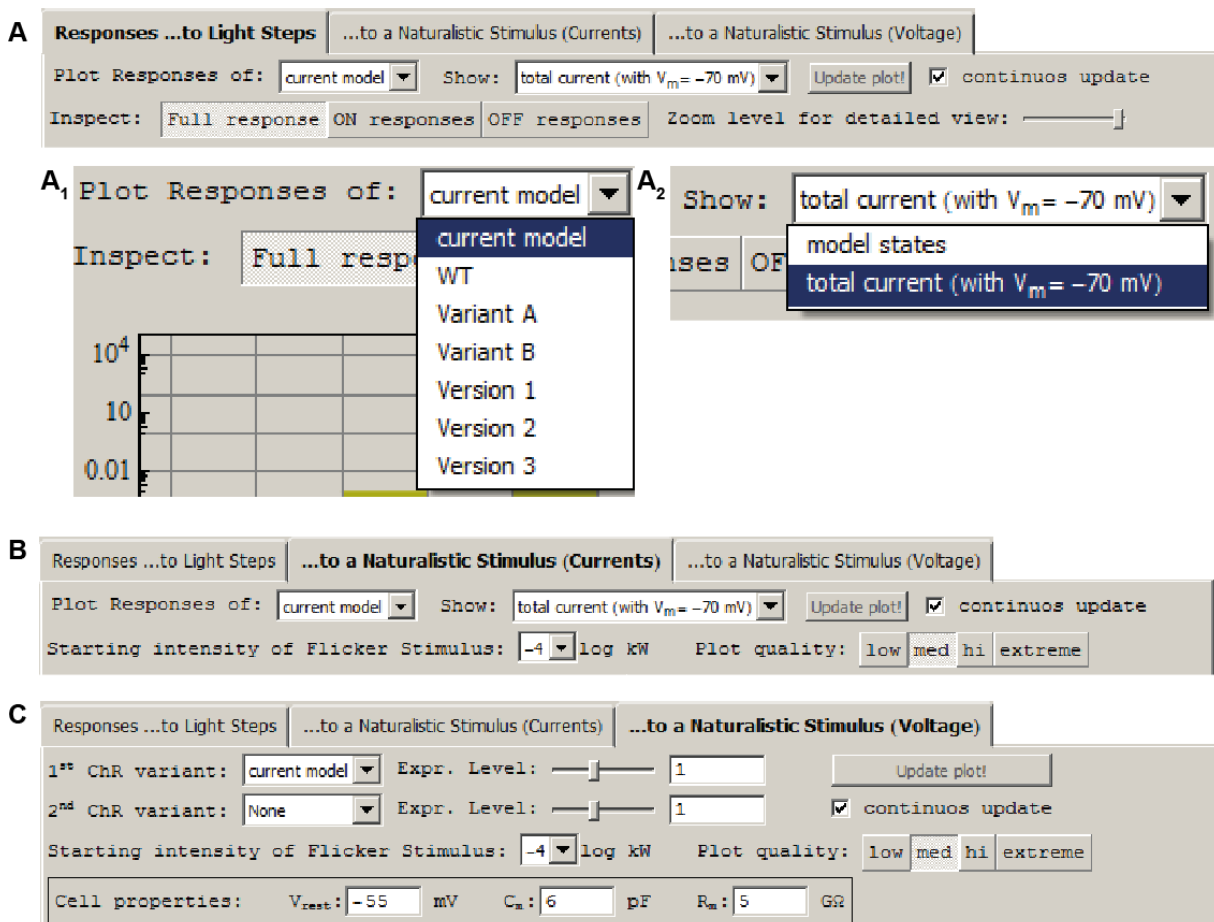 A
Responses ...to Light Steps ...to a Naturalistic Stimulus (Currents) ...to a Naturalistic Stimulus (Voltage)
Plot Responses of: current model Show: total current (with Vm= −70 mV) Update plot! continuos update
Inspect: Full response ON responses OFF responses Zoom level for detailed view:
A1
Plot Responses of: current model
current model
Inspect: Full resp
WT
Variant A
Variant B
Version 1
Version 2
Version 3
10^4
10
0.01
A2
Show: total current (with Vm= −70 mV)
model states
nses OF
total current (with Vm= −70 mV)
B
Responses ...to Light Steps ...to a Naturalistic Stimulus (Currents) ...to a Naturalistic Stimulus (Voltage)
Plot Responses of: current model Show: total current (with Vm= −70 mV) Update plot! continuos update
Starting intensity of Flicker Stimulus: -4 log kW Plot quality: low med hi extreme
C
Responses ...to Light Steps ...to a Naturalistic Stimulus (Currents) ...to a Naturalistic Stimulus (Voltage)
1st ChR variant: current model Expr. Level: 1 Update plot!
2nd ChR variant: None Expr. Level: 1 continuos update
Starting intensity of Flicker Stimulus: -4 log kW Plot quality: low med hi extreme
Cell properties: Vrest: -55 mV Cm: 6 pF Rm: 5 GΩ